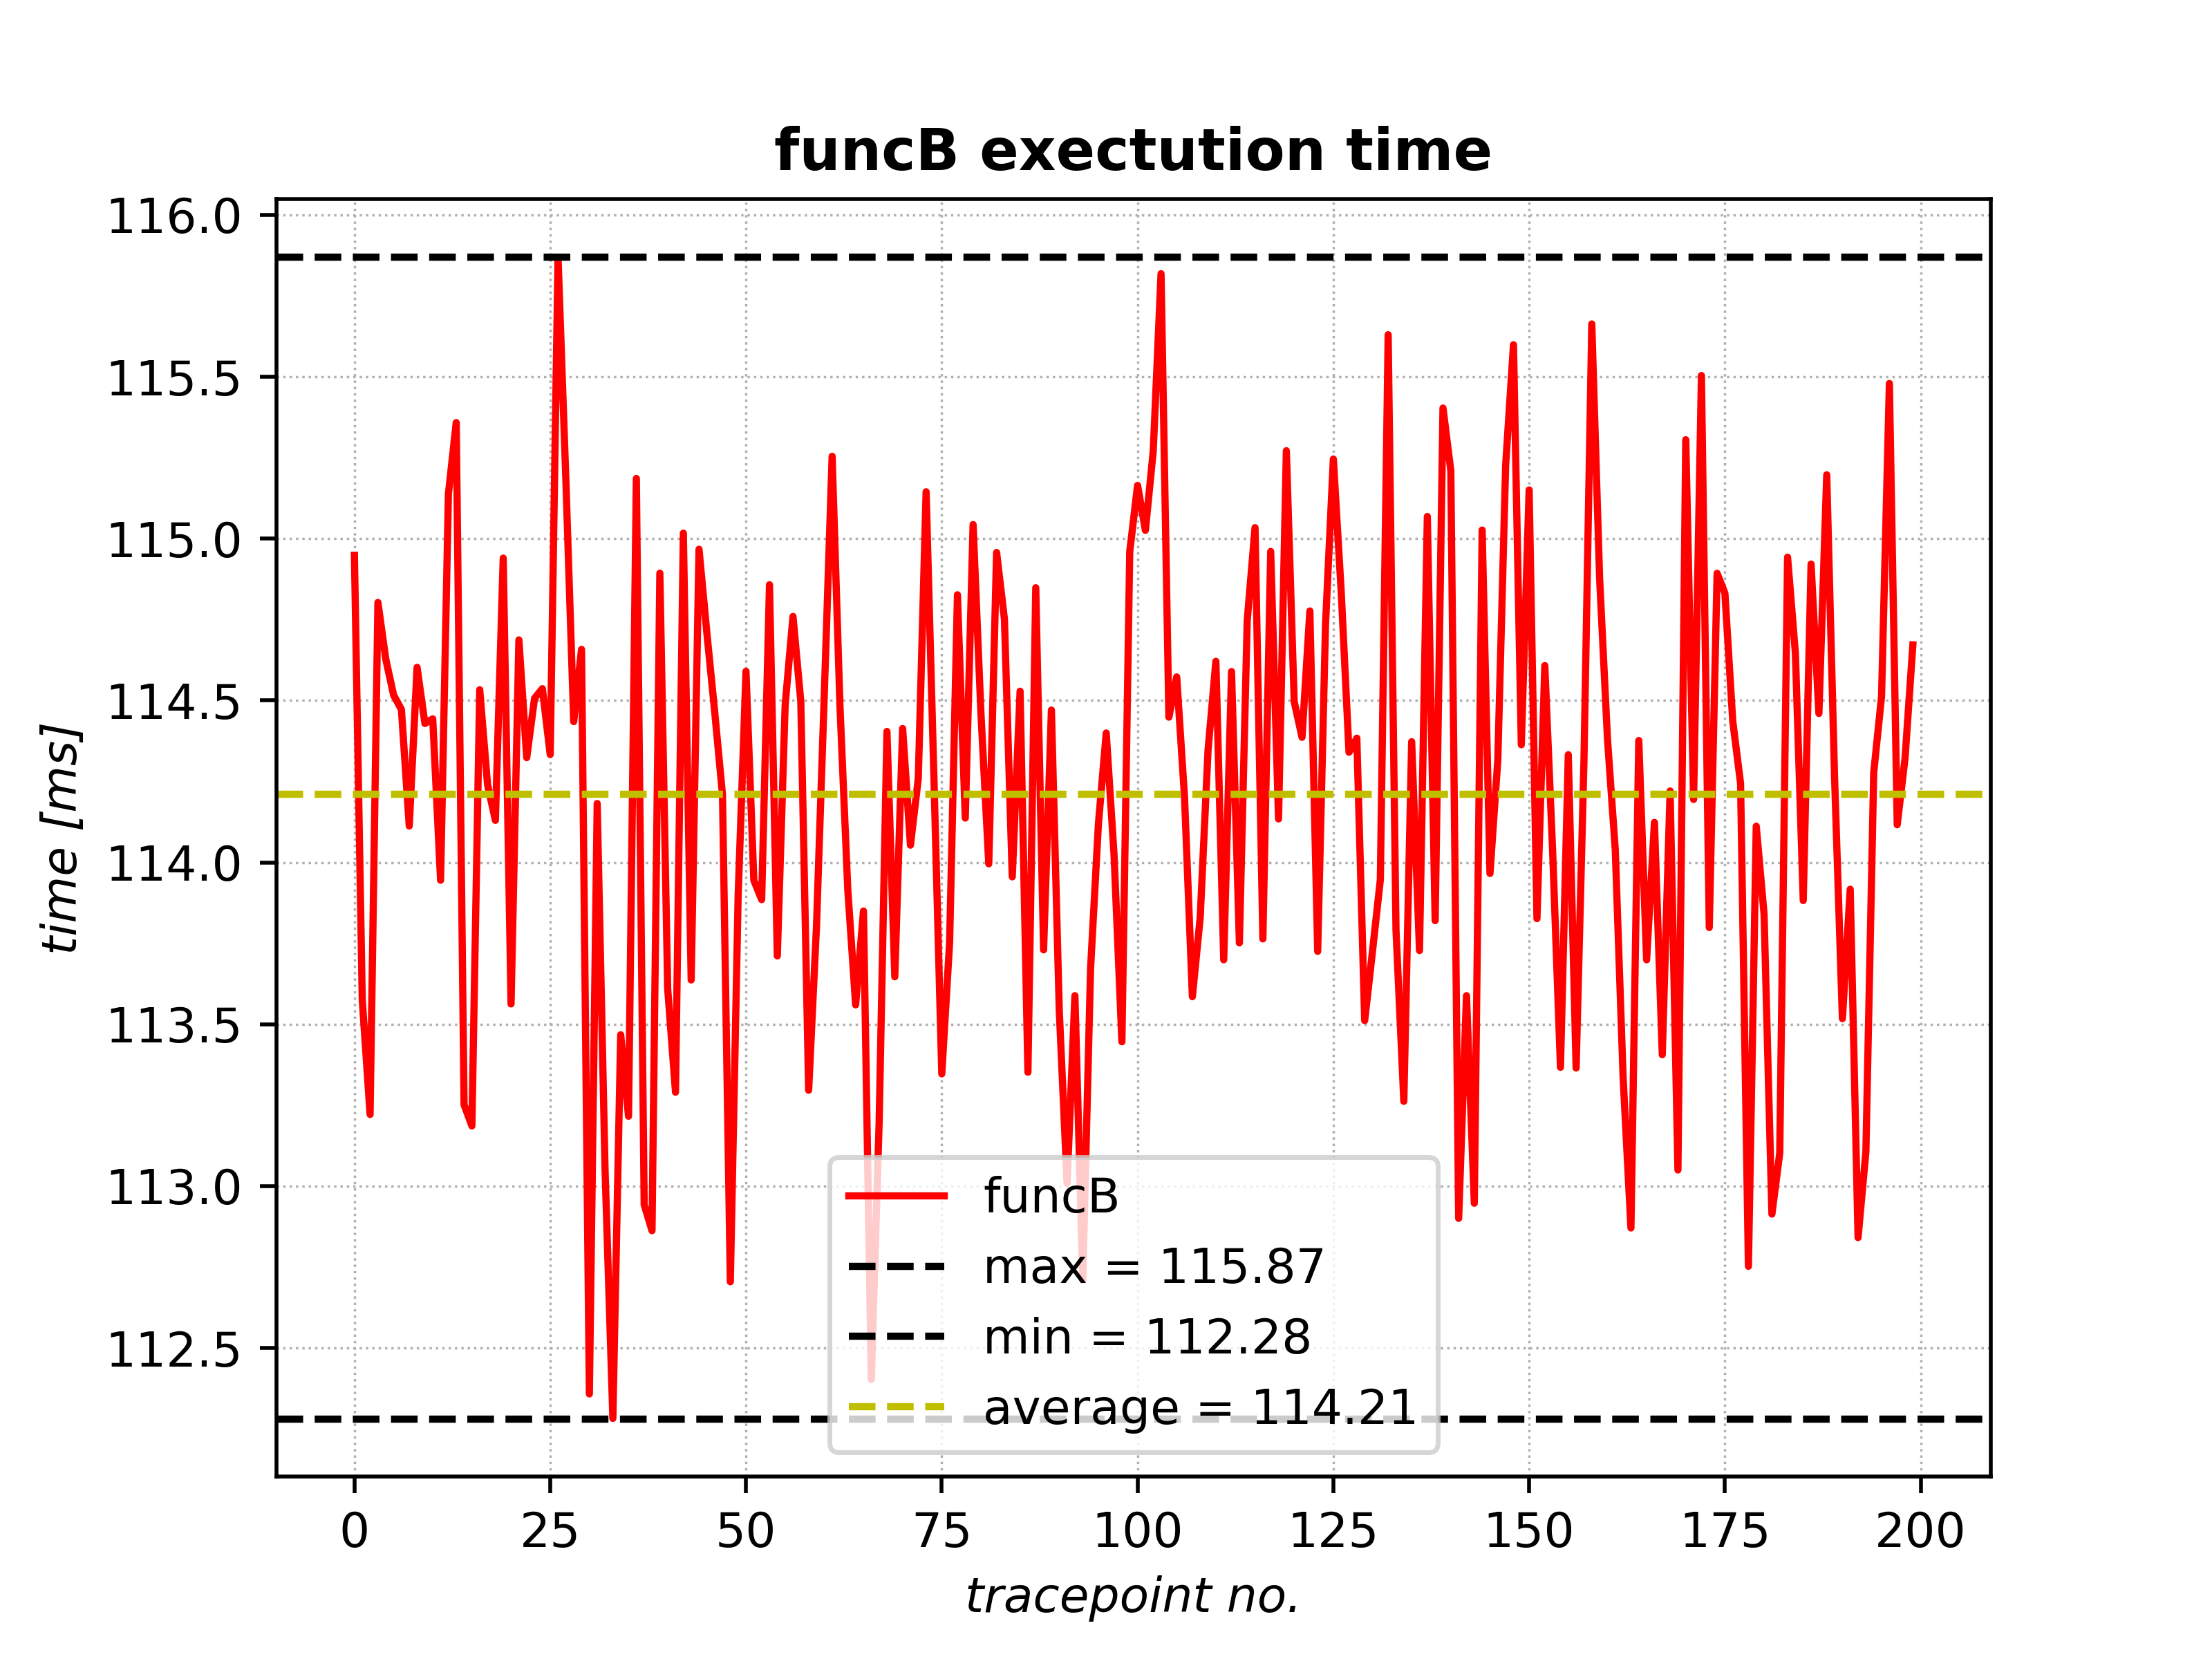 funcB exectution time
116.0
115.5
115.0
114.5
114.0
113.5
113.0
112.5
time [ms]
funcB
max = 115.87
min = 112.28
average = 114.21
0 25 50 75 100 125 150 175 200
tracepoint no.